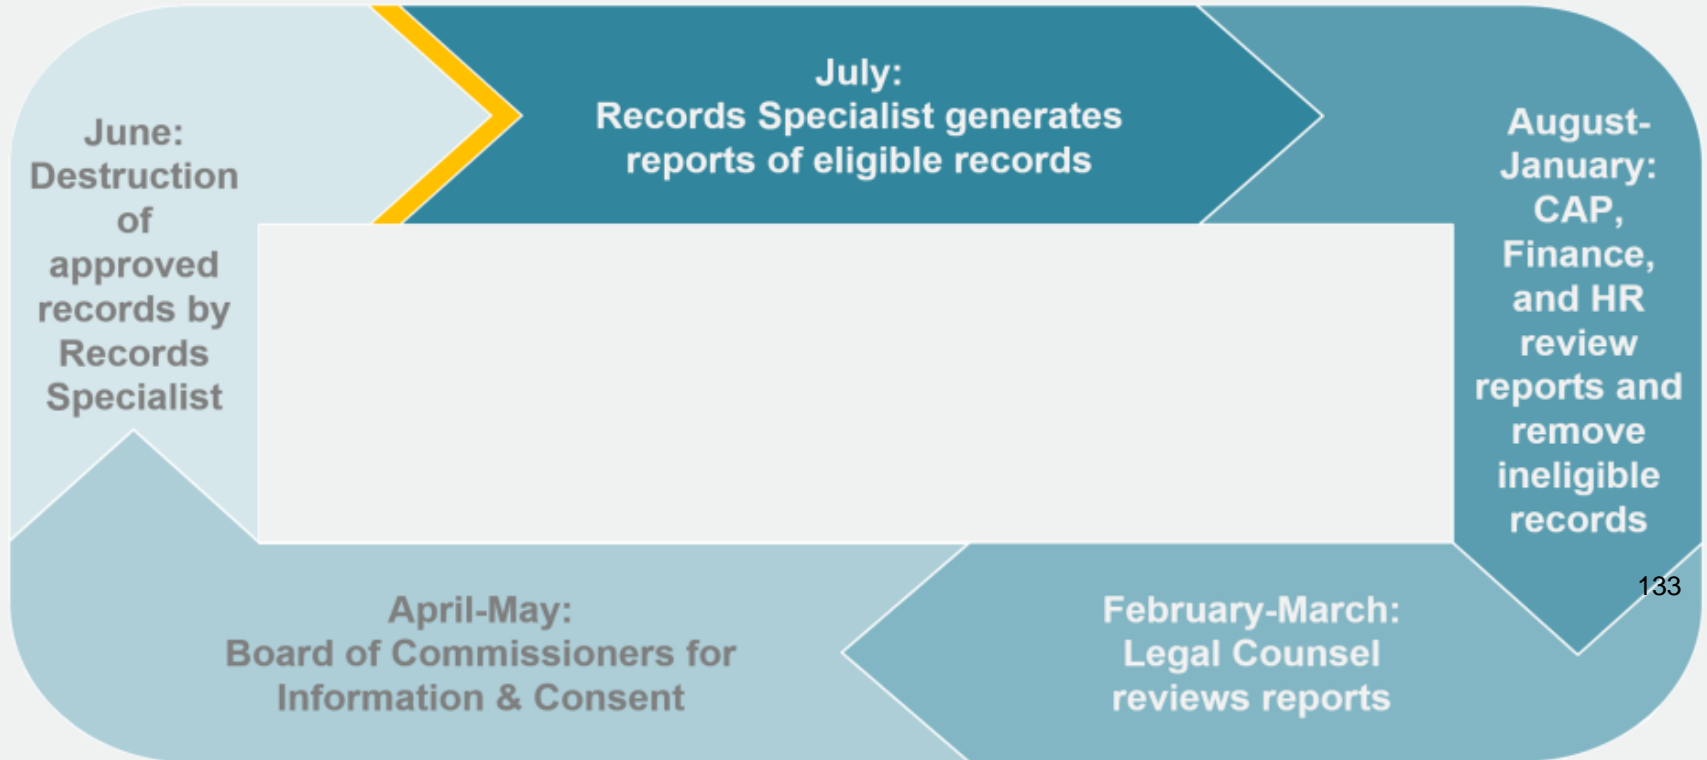 July:
Records Specialist generates
reports of eligible records
August-
January:
CAP,
Finance,
and HR
review
reports and
remove
ineligible
records
February-March:
Legal Counsel
reviews reports
April-May:
Board of Commissioners for
Information & Consent
June:
Destruction
of
approved
records by
Records
Specialist
133